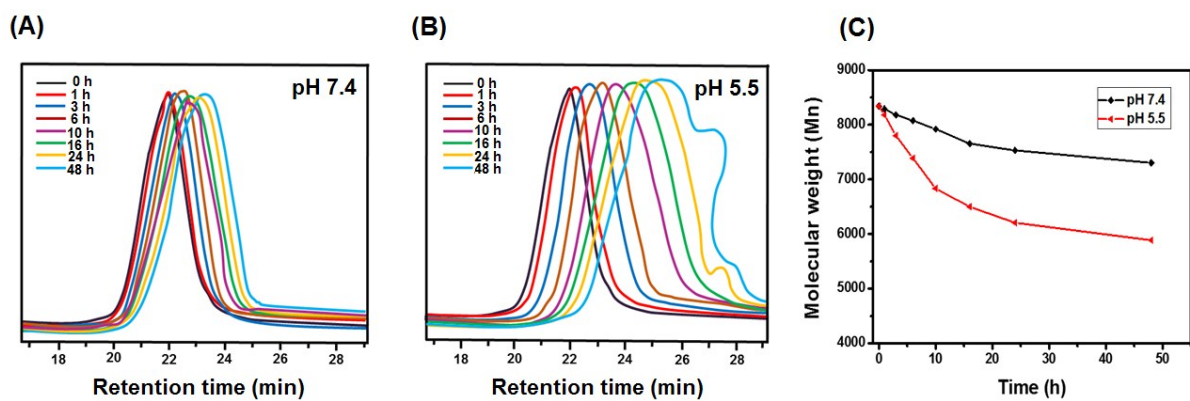 (A)
0 h
1 h
3 h
6 h
10 h
16 h
24 h
48 h
pH 7.4
18 20 22 24 26 28
Retention time (min)
(B)
0 h
1 h
3 h
6 h
10 h
16 h
24 h
48 h
pH 5.5
18 20 22 24 26 28
Retention time (min)
(C)
9000
8000
7000
6000
5000
4000
Molecular weight (Mn)
pH 7.4
pH 5.5
0 10 20 30 40 50
Time (h)